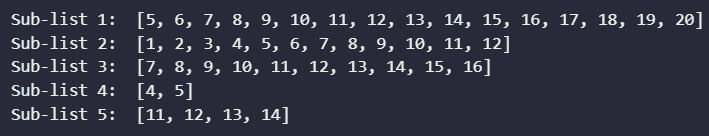 Sub-list 1:  [5, 6, 7, 8, 9, 10, 11, 12, 13, 14, 15, 16, 17, 18, 19, 20]
Sub-list 2:  [1, 2, 3, 4, 5, 6, 7, 8, 9, 10, 11, 12]
Sub-list 3:  [7, 8, 9, 10, 11, 12, 13, 14, 15, 16]
Sub-list 4:  [4, 5]
Sub-list 5:  [11, 12, 13, 14]